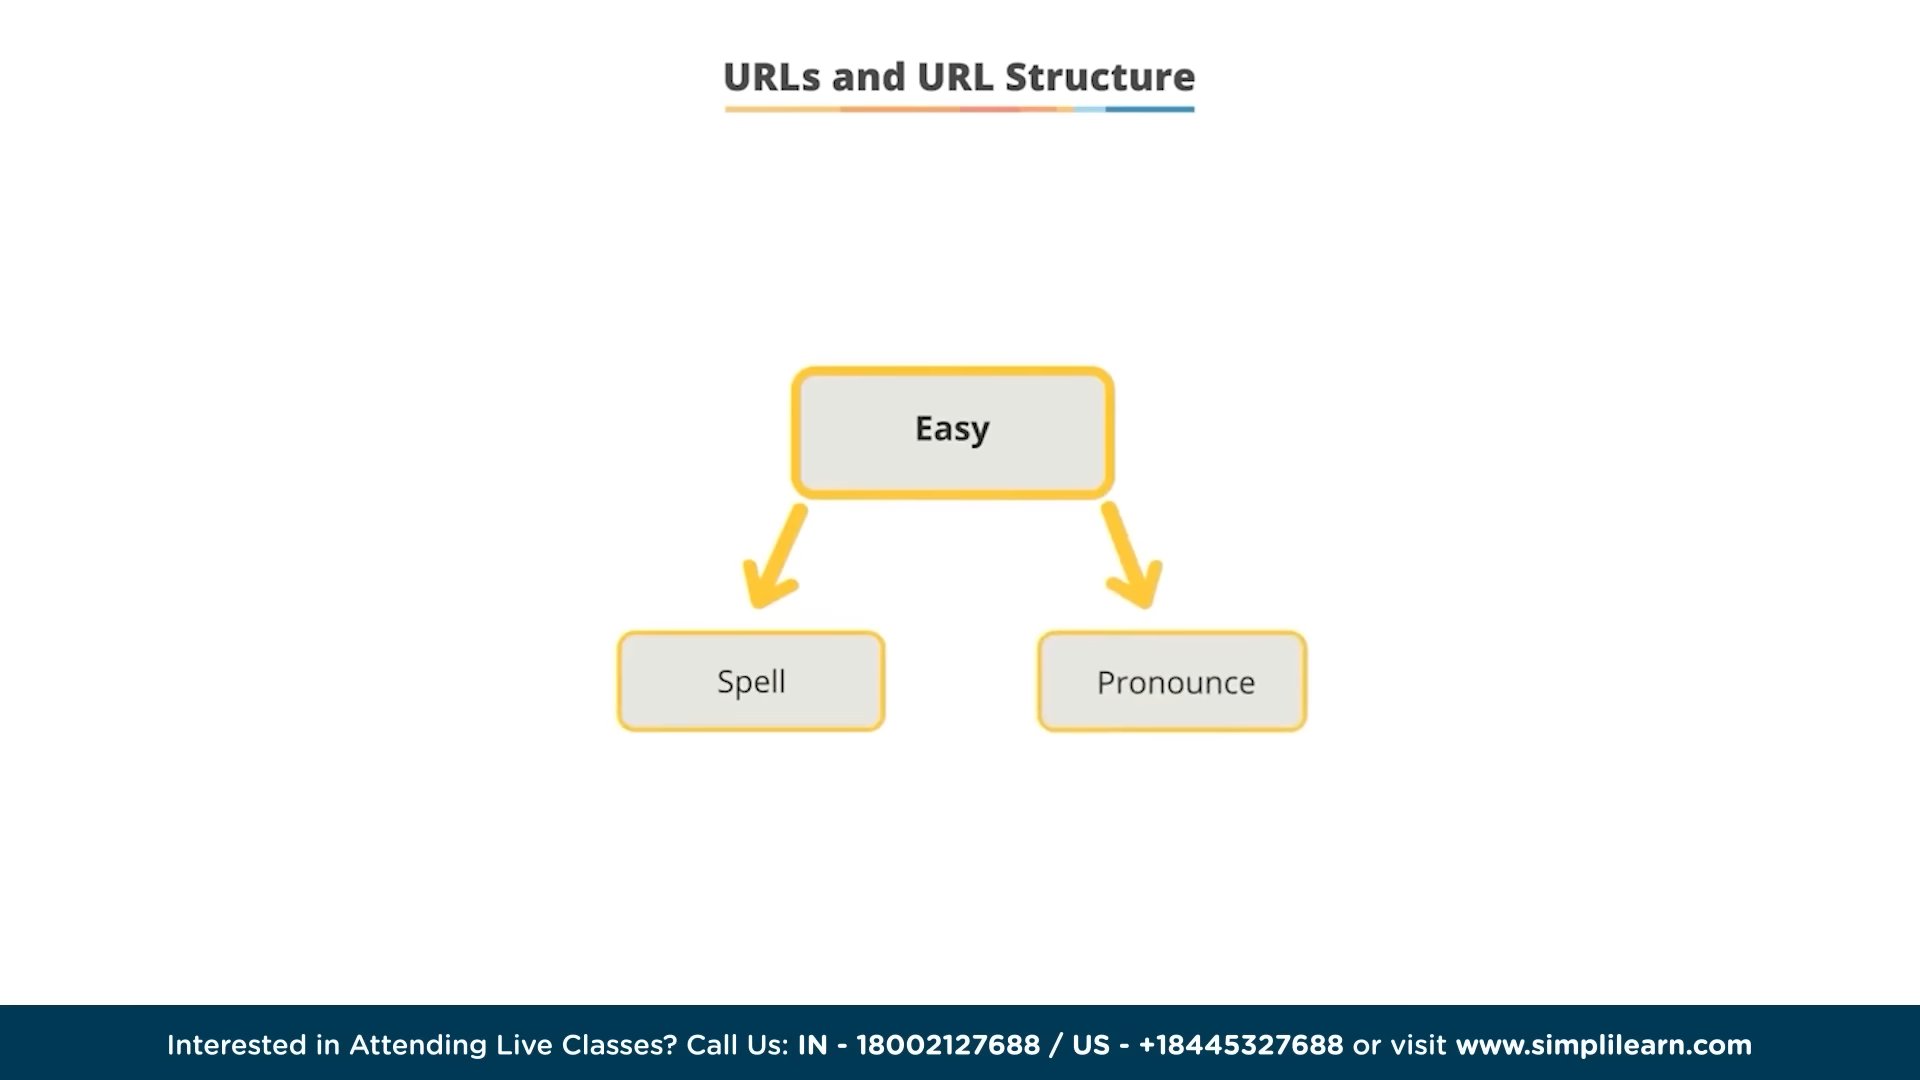 URLs and URL Structure
Easy
Spell
Pronounce
Interested in Attending Live Classes? Call Us: IN - 18002127688 / US - +18445327688 or visit www.simplilearn.com